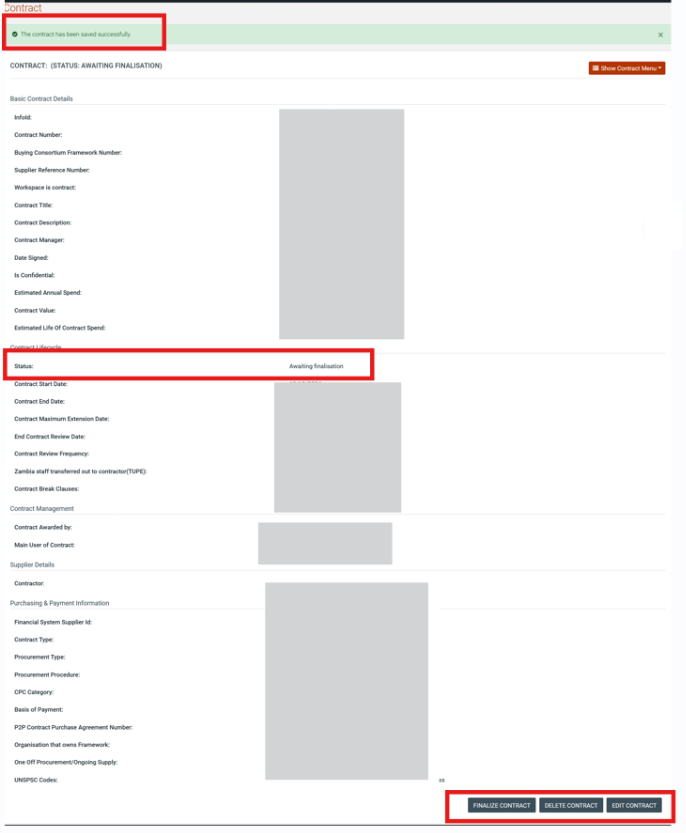 Contract
The contract has been saved successfully. ×
CONTRACT: (STATUS: AWAITING FINALISATION) Show Contract Menu
Basic Contract Details
InfoId:
Contract Number:
Buying Consortium Framework Number:
Supplier Reference Number:
Workspace is contract:
Contract Title:
Contract Description:
Contract Manager:
Date Signed:
Is Confidential:
Estimated Annual Spend:
Contract Value:
Estimated Life Of Contract Spend:
Contract Lifecycle
Status: Awaiting finalisation
Contract Start Date:
Contract End Date:
Contract Maximum Extension Date:
End Contract Review Date:
Contract Review Frequency:
Zambia staff transferred out to contractor(TUPE):
Contract Break Clauses:
Contract Management
Contract Awarded by:
Main User of Contract:
Supplier Details
Contractor:
Purchasing & Payment Information
Financial System Supplier Id:
Contract Type:
Procurement Type:
Procurement Procedure:
CPC Category:
Basis of Payment:
P2P Contract Purchase Agreement Number:
Organisation that owns Framework:
One Off Procurement/Ongoing Supply:
UNSPSC Codes:
FINALIZE CONTRACT DELETE CONTRACT EDIT CONTRACT